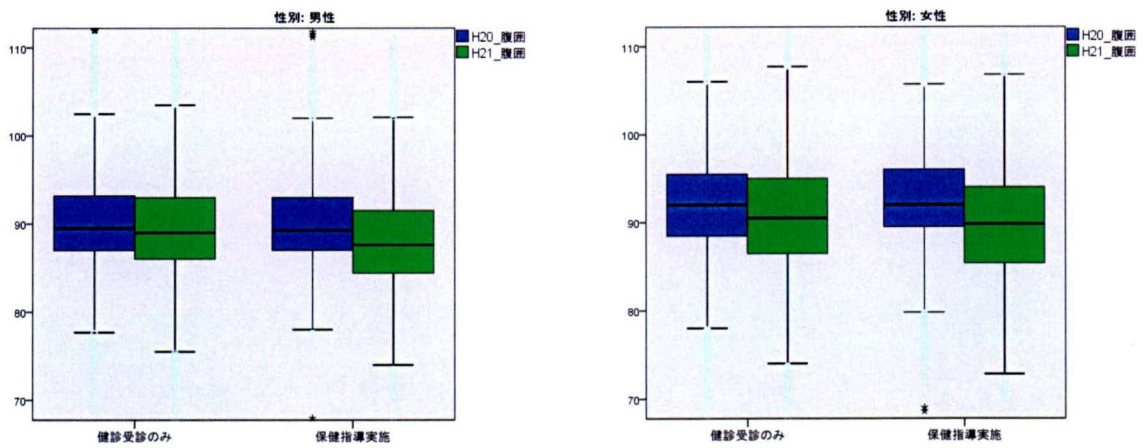 性別: 男性
H20_腹囲
H21_腹囲
110
100
90
80
70
健診受診のみ
保健指導実施
性別: 女性
H20_腹囲
H21_腹囲
110
100
90
80
70
健診受診のみ
保健指導実施